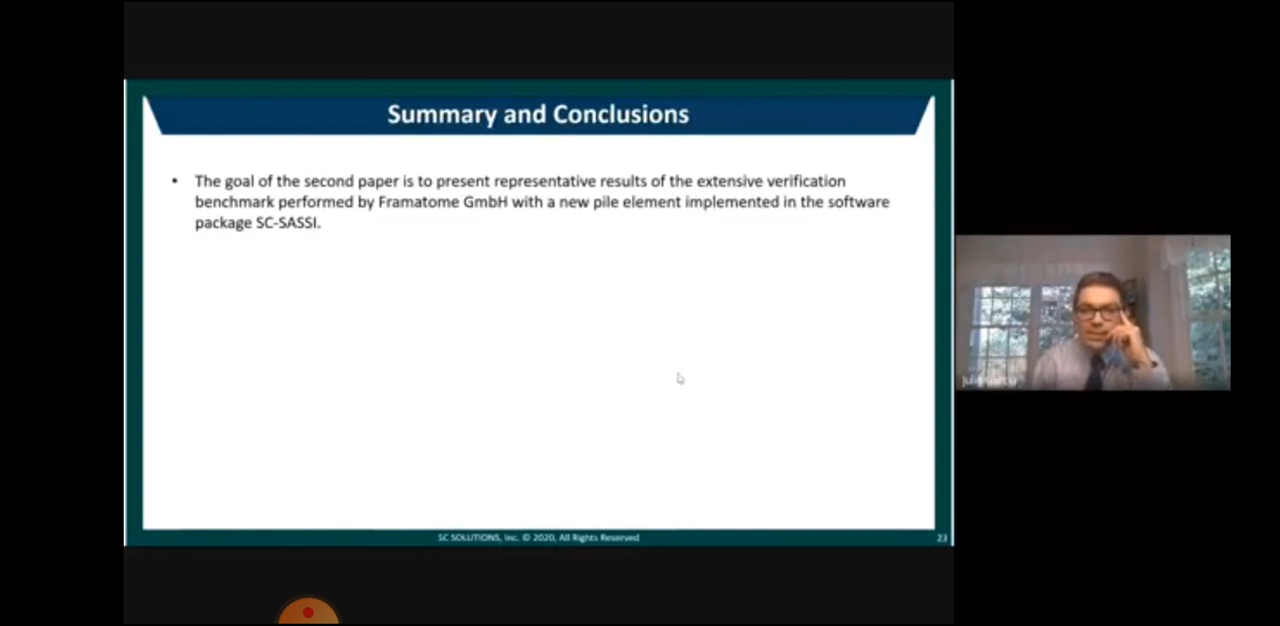 Summary and Conclusions
• The goal of the second paper is to present representative results of the extensive verification
benchmark performed by Framatome GmbH with a new pile element implemented in the software
package SC-SASSI.
SC SOLUTIONS, Inc. © 2020, All Rights Reserved
23